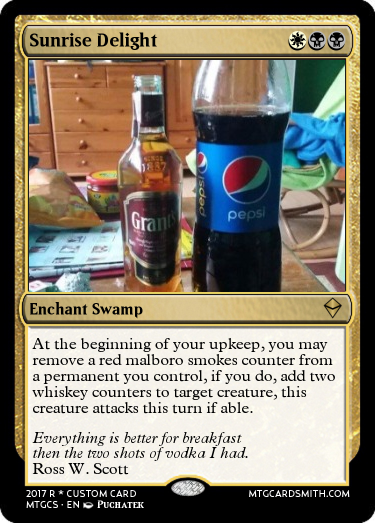 Sunrise Delight
SINCE
1887
Grant's
pepsi
pepsi
Enchant Swamp
At the beginning of your upkeep, you may
remove a red malboro smokes counter from
a permanent you control, if you do, add two
whiskey counters to target creature, this
creature attacks this turn if able.
Everything is better for breakfast
then the two shots of vodka I had.
Ross W. Scott
2017 R * CUSTOM CARD
MTGCS · EN PUCHATEK
MTGCARDSMITH.COM